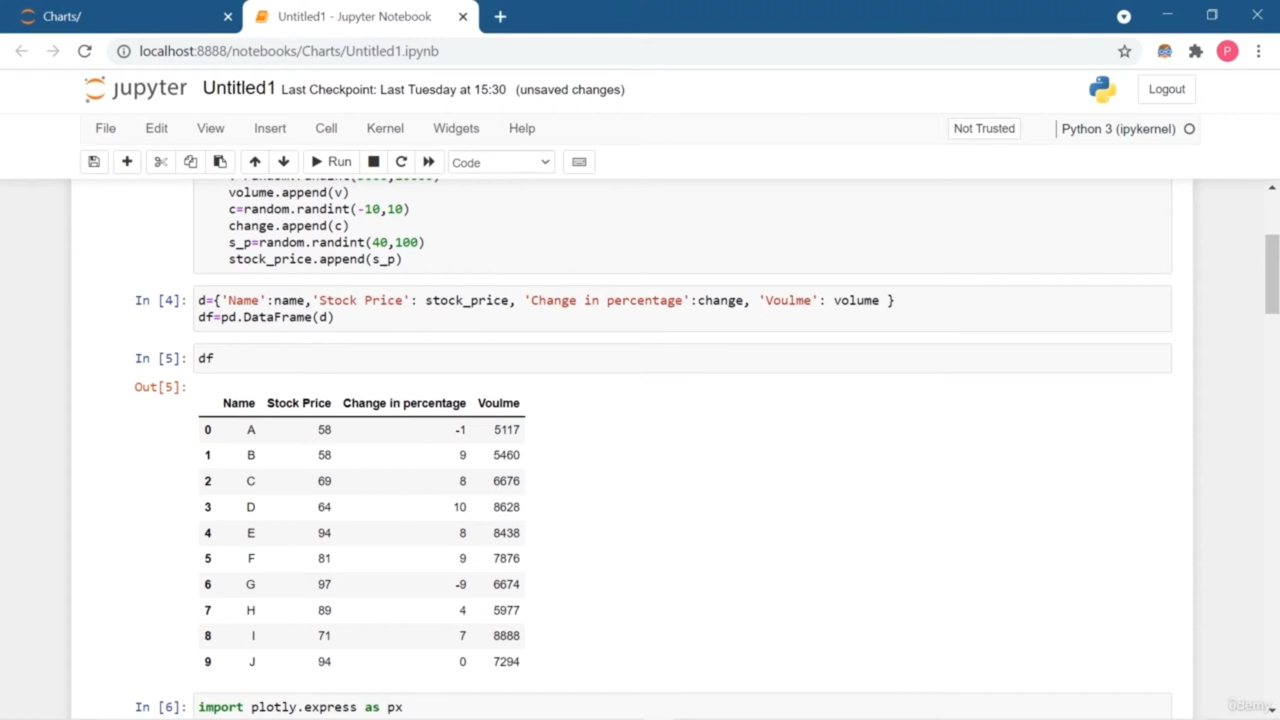 Charts/
Untitled1 - Jupyter Notebook
localhost:8888/notebooks/Charts/Untitled1.ipynb
P
jupyter Untitled1 Last Checkpoint: Last Tuesday at 15:30 (unsaved changes)
Logout
File Edit View Insert Cell Kernel Widgets Help
Not Trusted
Python 3 (ipykernel)
Run
Code
volume.append(v)
c=random.randint(-10,10)
change.append(c)
s_p=random.randint(40,100)
stock_price.append(s_p)
In [4]: d={'Name':name,'Stock Price': stock_price, 'Change in percentage':change, 'Voulme': volume }
df=pd.DataFrame(d)
In [5]: df
Out[5]:
Name Stock Price Change in percentage Voulme
0 A 58 -1 5117
1 B 58 9 5460
2 C 69 8 6676
3 D 64 10 8628
4 E 94 8 8438
5 F 81 9 7876
6 G 97 -9 6674
7 H 89 4 5977
8 I 71 7 8888
9 J 94 0 7294
In [6]: import plotly.express as px
ûdemy